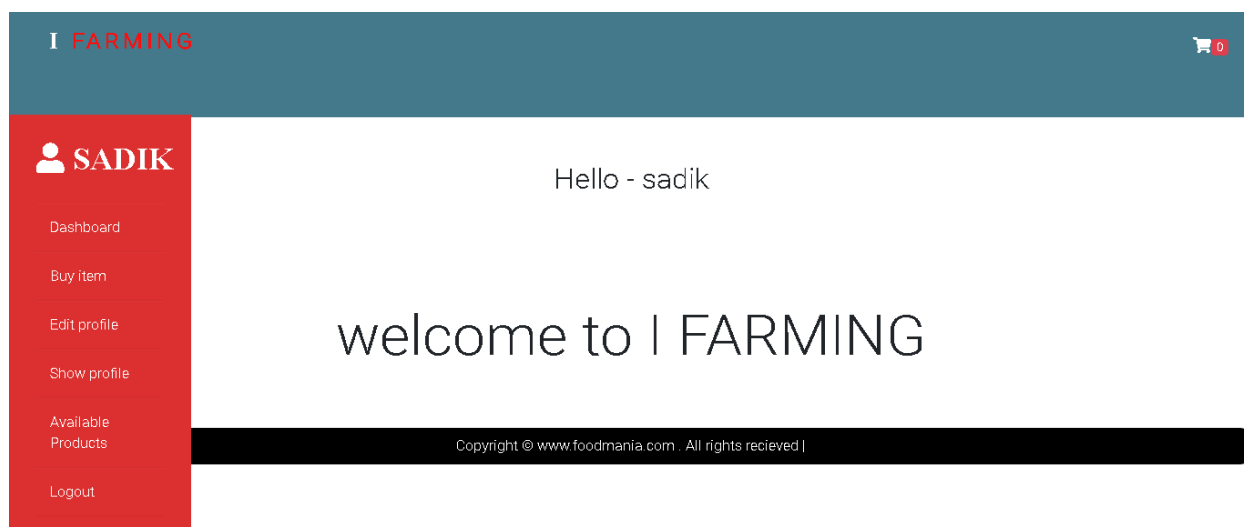 I FARMING
0
SADIK
Dashboard
Buy item
Edit profile
Show profile
Available
Products
Logout
Hello - sadik
welcome to I FARMING
Copyright © www.foodmania.com . All rights recieved |